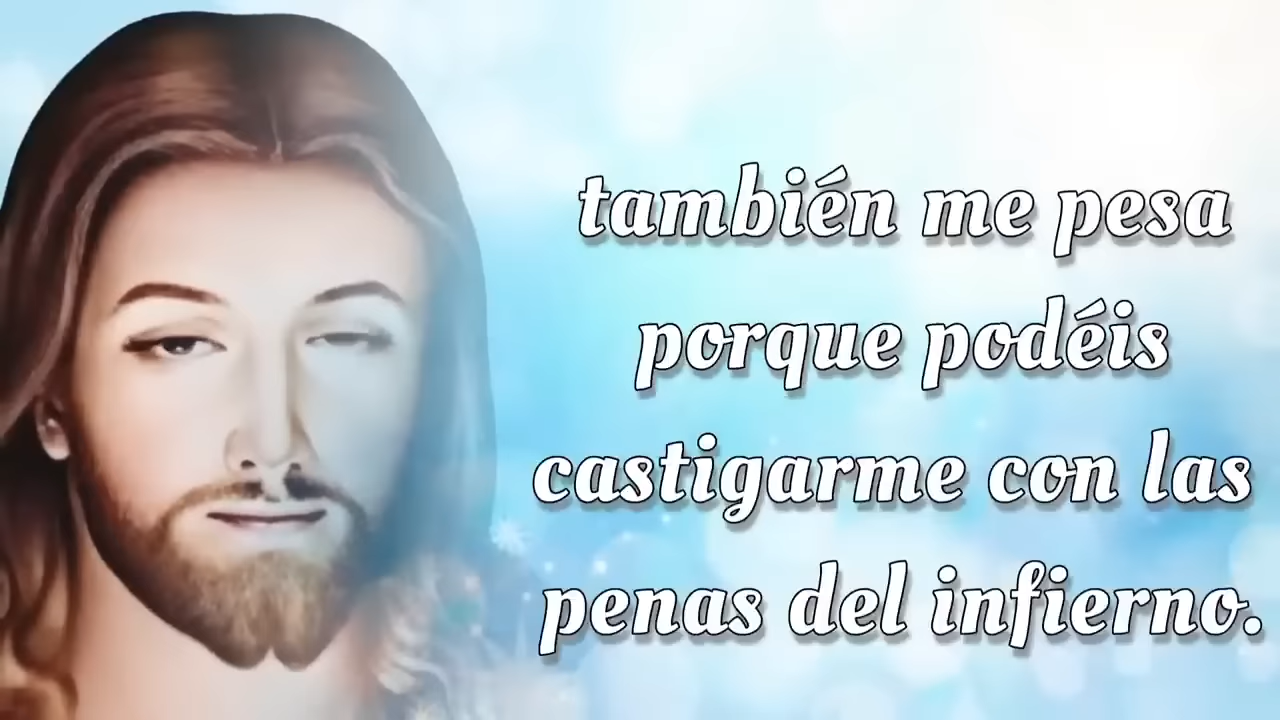 también me pesa
porque podéis
castigarme con las
penas del infierno.